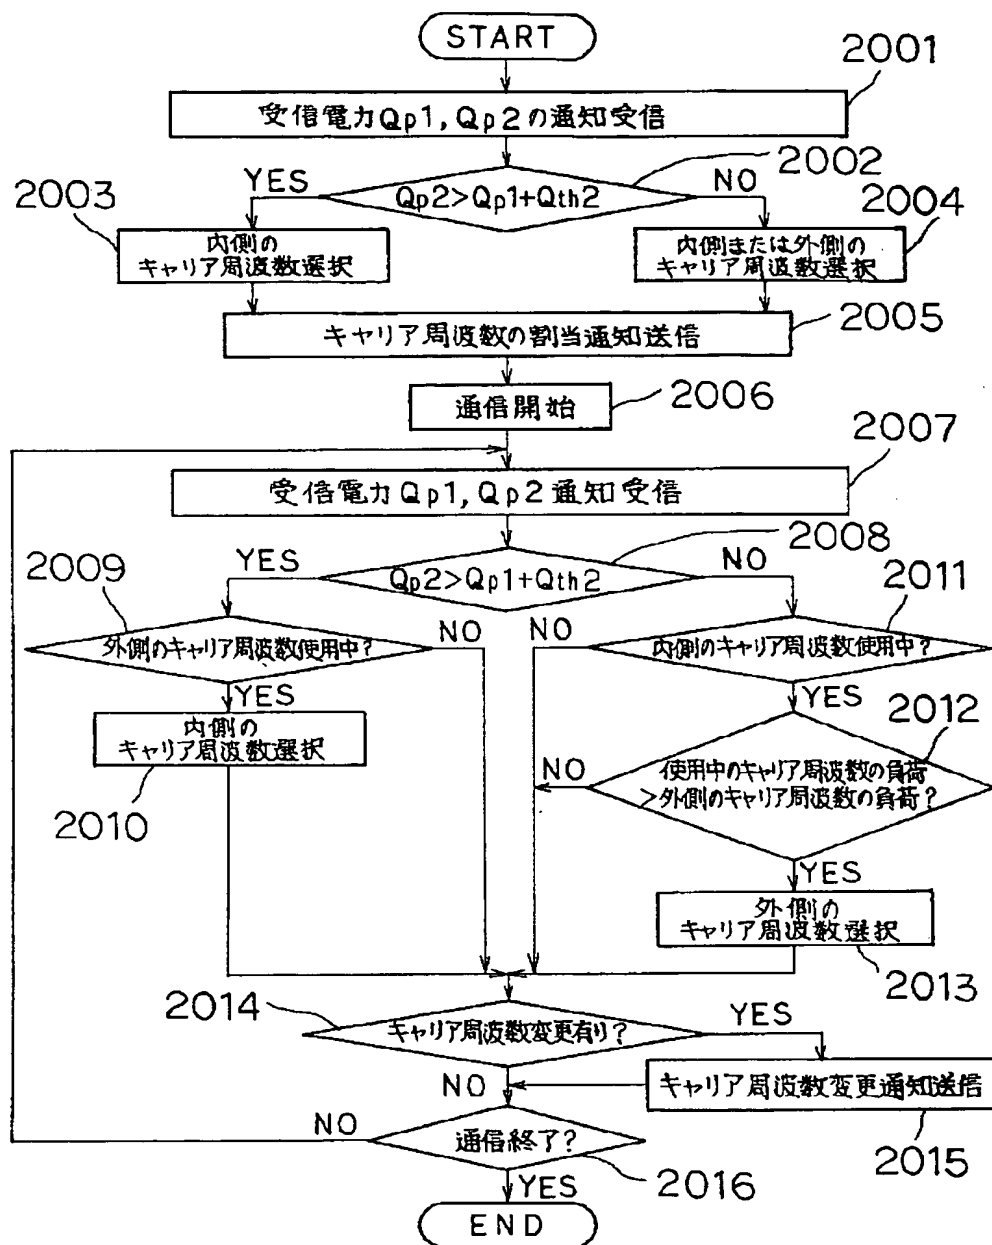 START
2001
受信電力Qp1,Qp2の通知受信
2002
YES
Qp2>Qp1+Qth2
NO
2003
2004
内側の
キャリア周波数選択
内側または外側の
キャリア周波数選択
2005
キャリア周波数の割当通知送信
2006
通信開始
2007
受信電力Qp1,Qp2通知受信
2008
YES
Qp2>Qp1+Qth2
NO
2009
2011
外側のキャリア周波数使用中?
NO
NO
内側のキャリア周波数使用中?
YES
YES
内側の
キャリア周波数選択
2010
2012
NO
使用中のキャリア周波数の負荷
>外側のキャリア周波数の負荷?
YES
外側の
キャリア周波数選択
2013
2014
キャリア周波数変更有り?
YES
NO
キャリア周波数変更通知送信
2015
NO
通信終了?
2016
YES
END